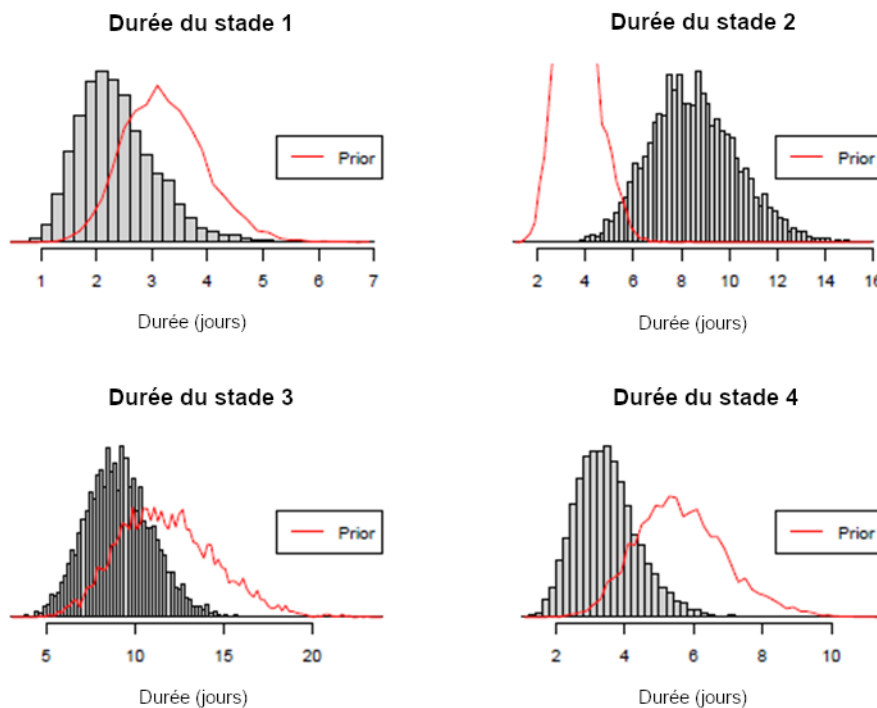 Durée du stade 1
Prior
1 2 3 4 5 6 7
Durée (jours)
Durée du stade 2
Prior
2 4 6 8 10 12 14 16
Durée (jours)
Durée du stade 3
Prior
5 10 15 20
Durée (jours)
Durée du stade 4
Prior
2 4 6 8 10
Durée (jours)